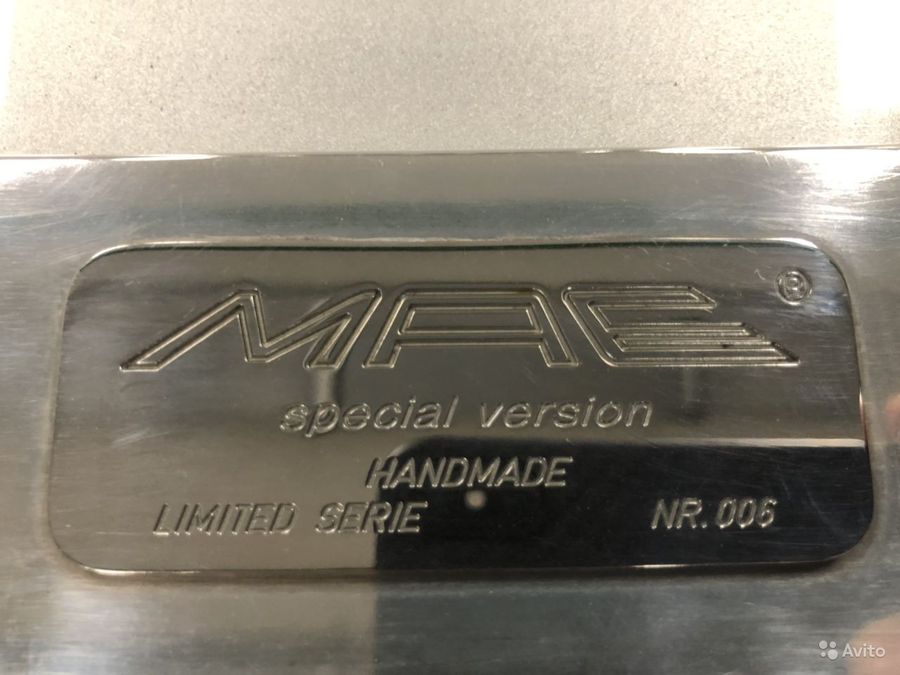 MAE ®
special version
HANDMADE
LIMITED SERIE NR. 006
Avito